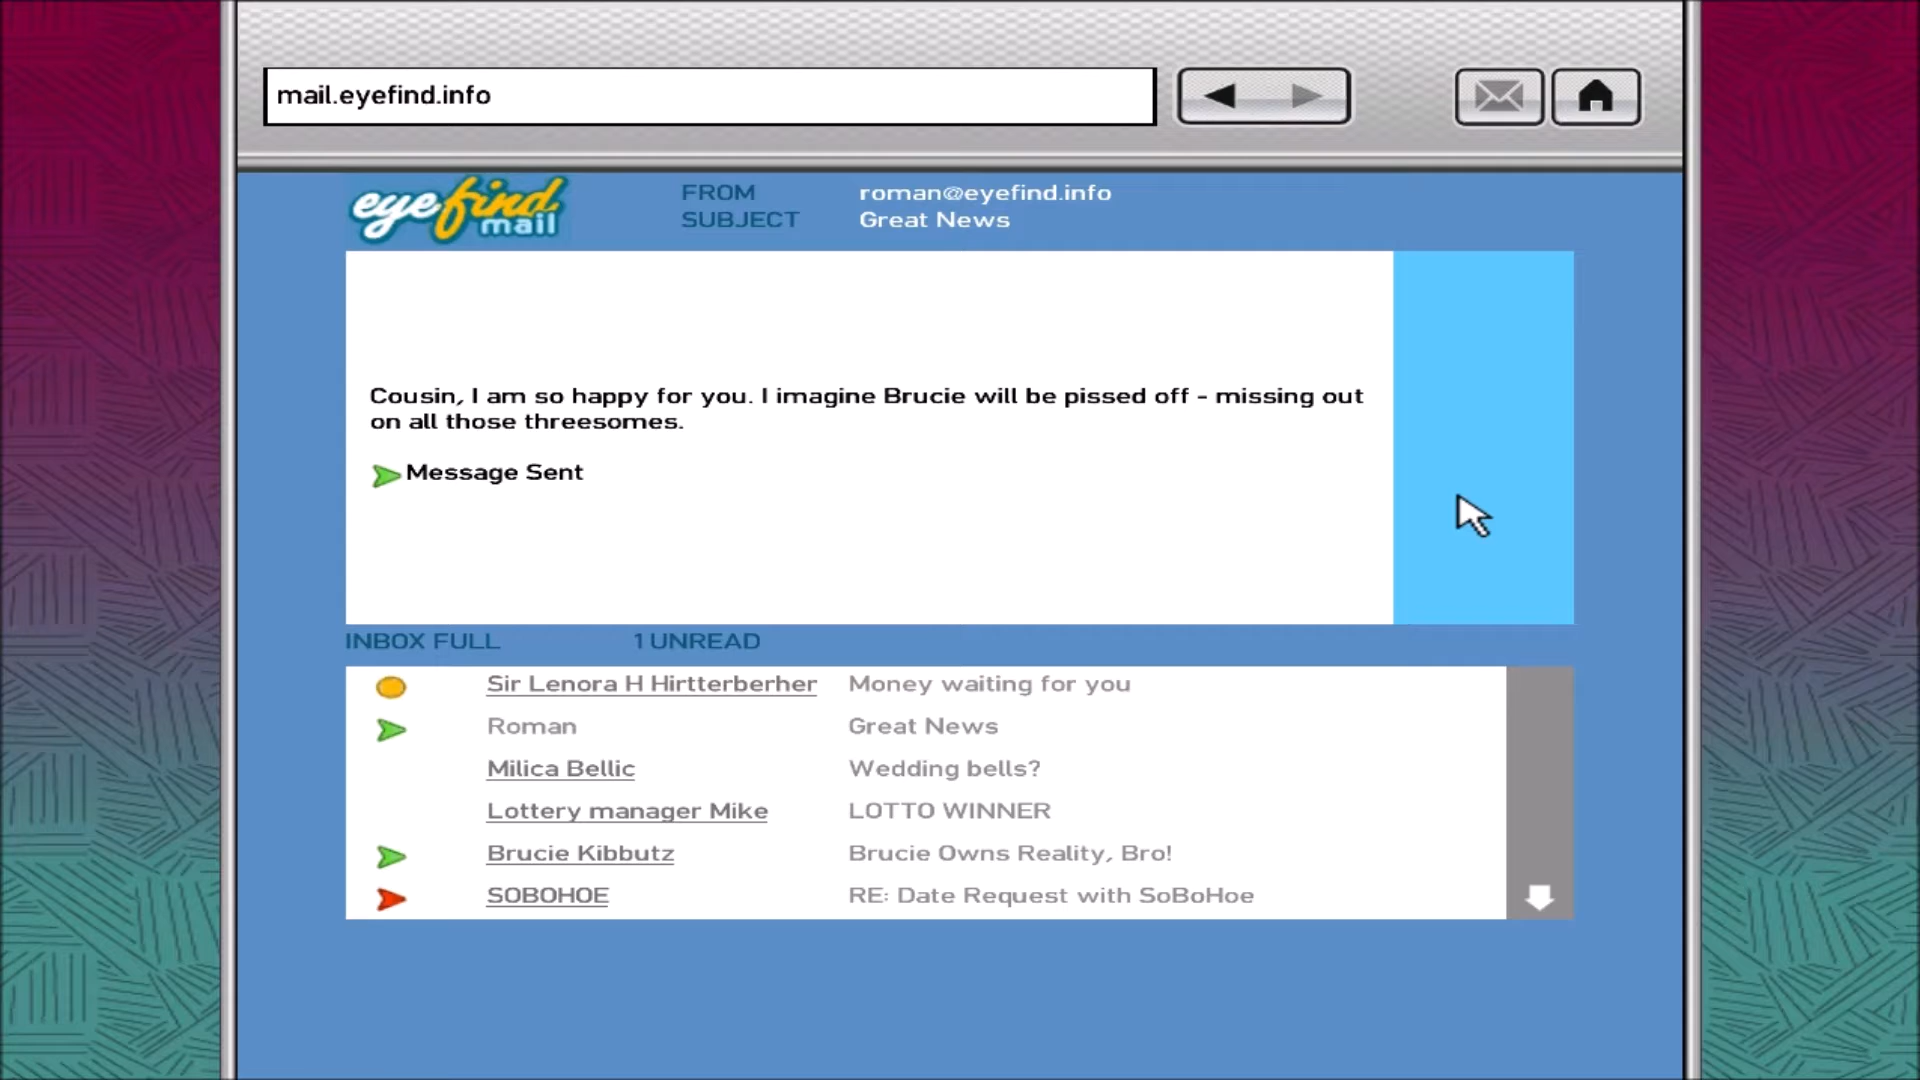 mail.eyefind.info
eyefind mail
FROM roman@eyefind.info
SUBJECT Great News
Cousin, I am so happy for you. I imagine Brucie will be pissed off - missing out
on all those threesomes.
Message Sent
INBOX FULL 1 UNREAD
Sir Lenora H Hirtterberher Money waiting for you
Roman Great News
Milica Bellic Wedding bells?
Lottery manager Mike LOTTO WINNER
Brucie Kibbutz Brucie Owns Reality, Bro!
SOBOHOE RE: Date Request with SoBoHoe